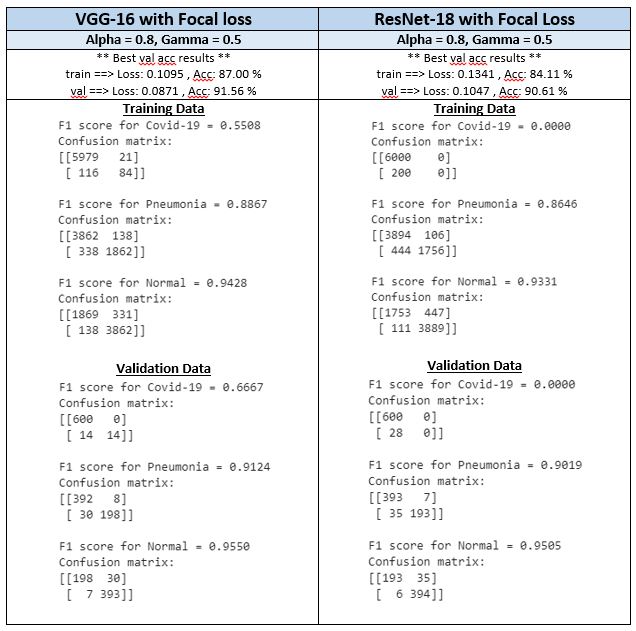 VGG-16 with Focal loss
Alpha = 0.8, Gamma = 0.5
** Best val acc results **
train ==> Loss: 0.1095 , Acc: 87.00 %
val ==> Loss: 0.0871 , Acc: 91.56 %
Training Data
F1 score for Covid-19 = 0.5508
Confusion matrix:
[[5979 21]
[ 116 84]]
F1 score for Pneumonia = 0.8867
Confusion matrix:
[[3862 138]
[ 338 1862]]
F1 score for Normal = 0.9428
Confusion matrix:
[[1869 331]
[ 138 3862]]
Validation Data
F1 score for Covid-19 = 0.6667
Confusion matrix:
[[600 0]
[ 14 14]]
F1 score for Pneumonia = 0.9124
Confusion matrix:
[[392 8]
[ 30 198]]
F1 score for Normal = 0.9550
Confusion matrix:
[[198 30]
[ 7 393]]
ResNet-18 with Focal Loss
Alpha = 0.8, Gamma = 0.5
** Best val acc results **
train ==> Loss: 0.1341 , Acc: 84.11 %
val ==> Loss: 0.1047 , Acc: 90.61 %
Training Data
F1 score for Covid-19 = 0.0000
Confusion matrix:
[[6000 0]
[ 200 0]]
F1 score for Pneumonia = 0.8646
Confusion matrix:
[[3894 106]
[ 444 1756]]
F1 score for Normal = 0.9331
Confusion matrix:
[[1753 447]
[ 111 3889]]
Validation Data
F1 score for Covid-19 = 0.0000
Confusion matrix:
[[600 0]
[ 28 0]]
F1 score for Pneumonia = 0.9019
Confusion matrix:
[[393 7]
[ 35 193]]
F1 score for Normal = 0.9505
Confusion matrix:
[[193 35]
[ 6 394]]